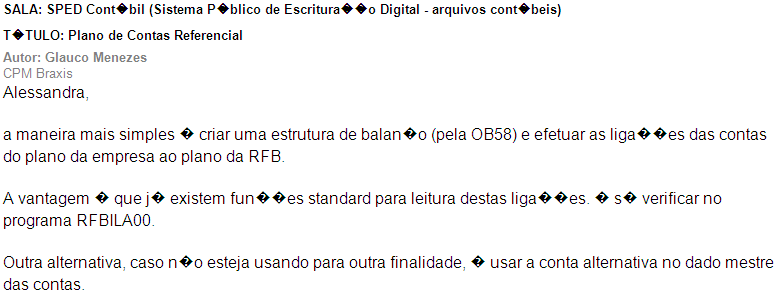 SALA: SPED Cont�bil (Sistema P�blico de Escritura��o Digital - arquivos cont�beis)
T�TULO: Plano de Contas Referencial
Autor: Glauco Menezes
CPM Braxis
Alessandra,
a maneira mais simples � criar uma estrutura de balan�o (pela OB58) e efetuar as liga��es das contas
do plano da empresa ao plano da RFB.
A vantagem � que j� existem fun��es standard para leitura destas liga��es. � s� verificar no
programa RFBILA00.
Outra alternativa, caso n�o esteja usando para outra finalidade, � usar a conta alternativa no dado mestre
das contas.